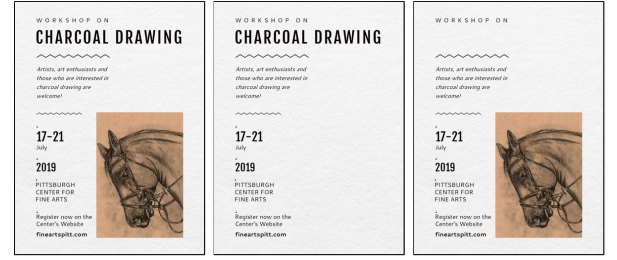 WORKSHOP ON
CHARCOAL DRAWING
Artists, art enthusiasts and
those who are interested in
charcoal drawing are
welcome!
17-21
July
2019
PITTSBURGH
CENTER FOR
FINE ARTS
Register now on the
Center's Website
fineartspitt.com
WORKSHOP ON
CHARCOAL DRAWING
Artists, art enthusiasts and
those who are interested in
charcoal drawing are
welcome!
17-21
July
2019
PITTSBURGH
CENTER FOR
FINE ARTS
Register now on the
Center's Website
fineartspitt.com
WORKSHOP ON
Artists, art enthusiasts and
those who are interested in
charcoal drawing are
welcome!
17-21
July
2019
PITTSBURGH
CENTER FOR
FINE ARTS
Register now on the
Center's Website
fineartspitt.com